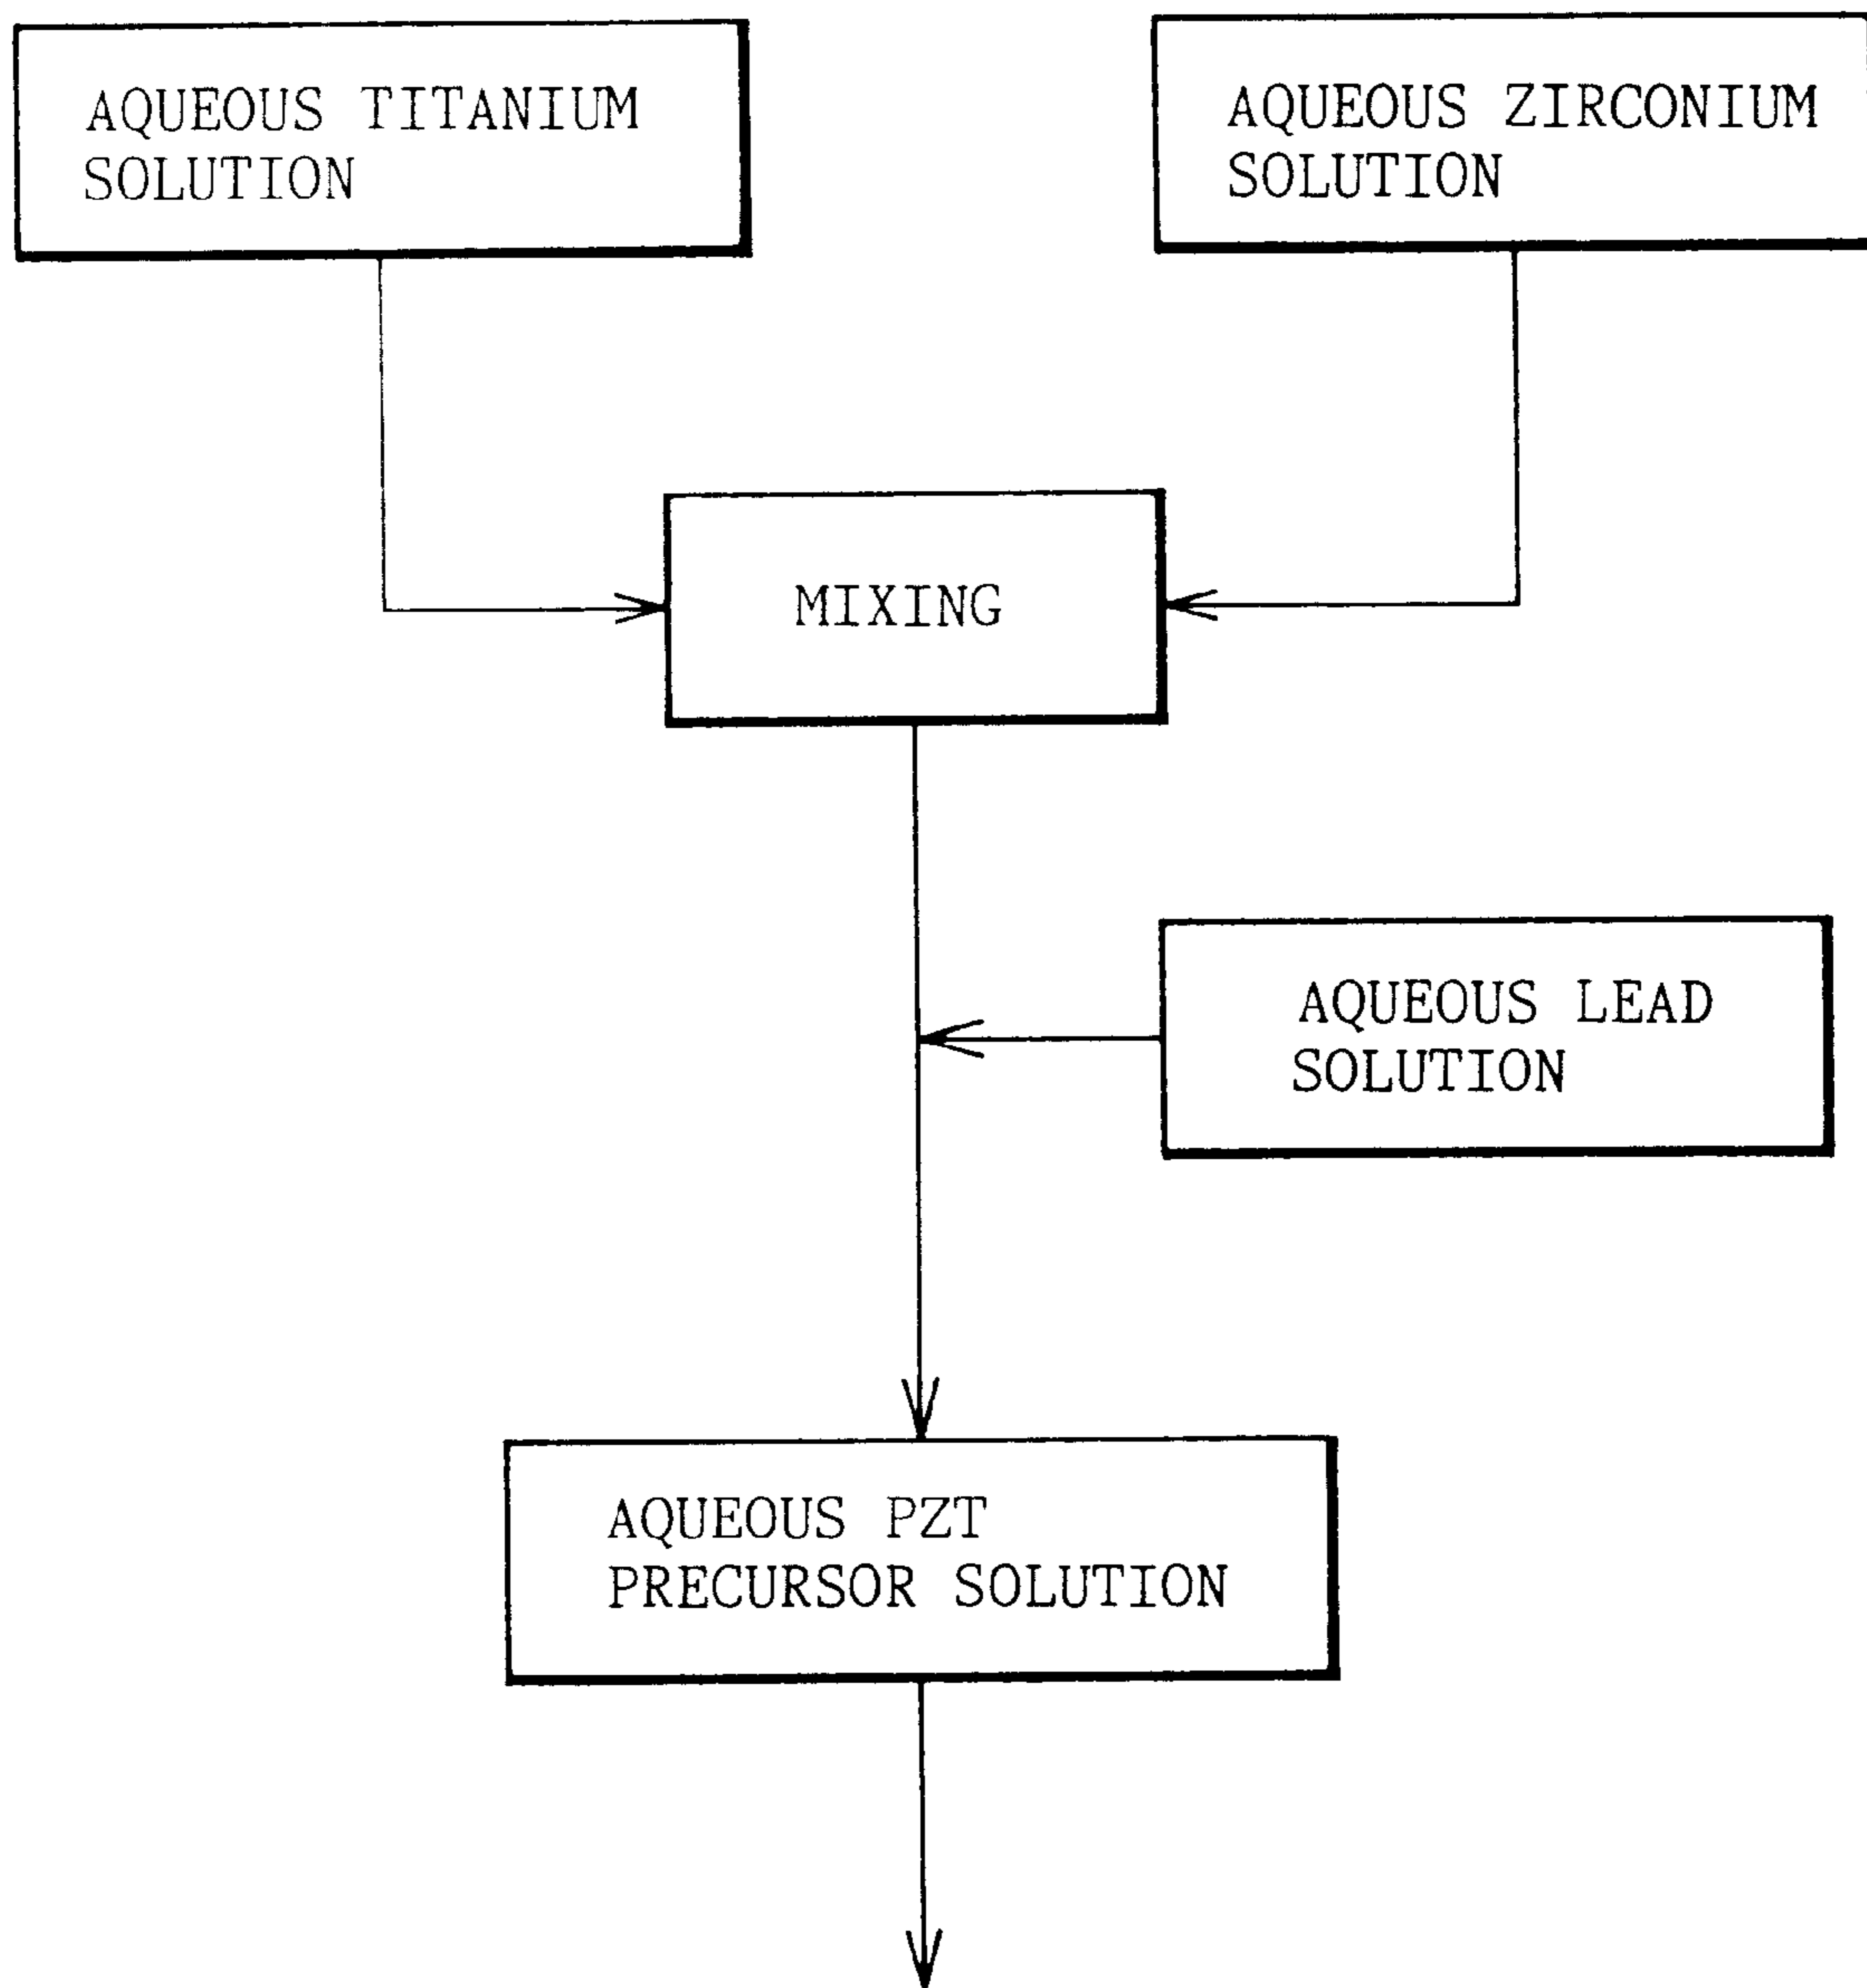 AQUEOUS TITANIUM
SOLUTION
AQUEOUS ZIRCONIUM
SOLUTION
MIXING
AQUEOUS LEAD
SOLUTION
AQUEOUS PZT
PRECURSOR SOLUTION